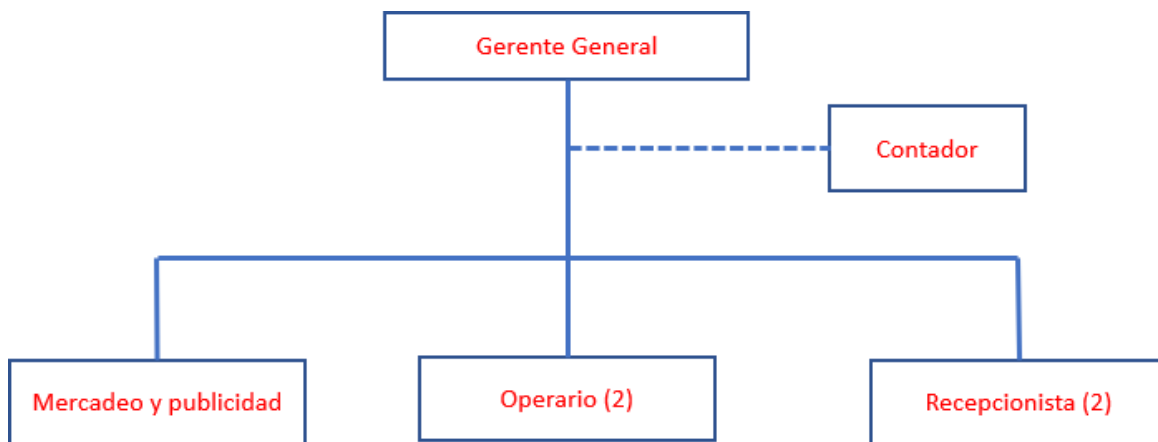 Gerente General
Contador
Mercadeo y publicidad
Operario (2)
Recepcionista (2)